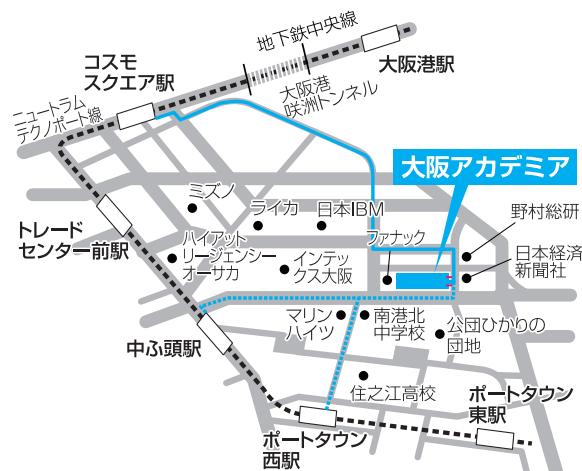 地下鉄中央線
コスモ
スクエア駅
大阪港駅
大阪港
咲洲トンネル
ニュートラム
テクノポート線
大阪アカデミア
ミズノ
ライカ
日本IBM
ファナック
野村総研
トレード
センター前駅
ハイアット
リージェンシー
オーサカ
インテッ
クス大阪
日本経済
新聞社
マリン
ハイツ
南港北
中学校
公団ひかりの
団地
中ふ頭駅
住之江高校
ポートタウン
西駅
ポートタウン
東駅